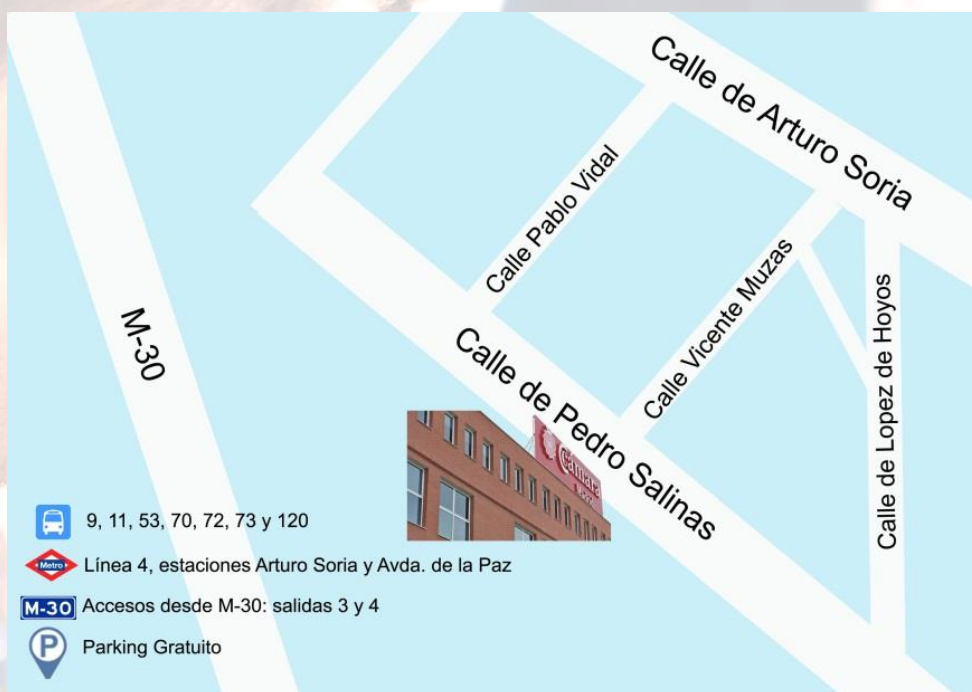 Calle de Arturo Soria
Calle Pablo Vidal
Calle Vicente Muzas
Calle de Lopez de Hoyos
M-30
Calle de Pedro Salinas
Cámara
9, 11, 53, 70, 72, 73 y 120
Metro
Línea 4, estaciones Arturo Soria y Avda. de la Paz
M-30
Accesos desde M-30: salidas 3 y 4
P
Parking Gratuito